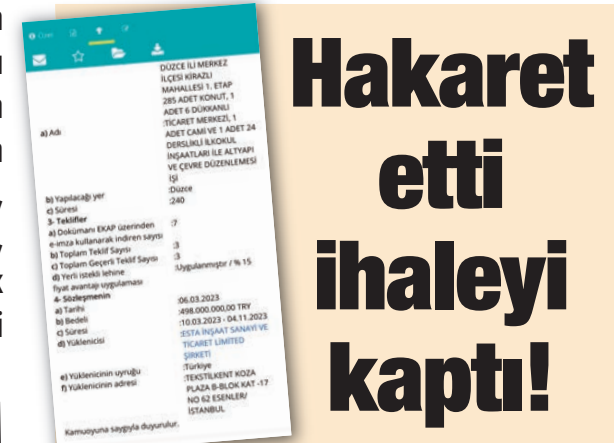 Özet
DÜZCE İLİ MERKEZ
İLÇESİ KİRAZLI
MAHALLESİ 1. ETAP
285 ADET KONUT, 1
ADET 6 DÜKKANLI
a) Adı :TİCARET MERKEZİ, 1
ADET CAMİ VE 1 ADET 24
DERSLİKLİ İLKOKUL
İNŞAATLARI İLE ALTYAPI
VE ÇEVRE DÜZENLEMESİ
İŞİ
b) Yapılacağı yer :Düzce
c) Süresi :240
3- Teklifler
a) Dokümanı EKAP üzerinden :7
e-imza kullanarak indiren sayısı
b) Toplam Teklif Sayısı :3
c) Toplam Geçerli Teklif Sayısı :3
d) Yerli istekli lehine :Uygulanmıştır / % 15
fiyat avantajı uygulaması
4- Sözleşmenin
a) Tarihi :06.03.2023
b) Bedeli :498.000.000,00 TRY
c) Süresi :10.03.2023 - 04.11.2023
d) Yüklenicisi :ESTA İNŞAAT SANAYİ VE
TİCARET LİMİTED
ŞİRKETİ
e) Yüklenicinin uyruğu :Türkiye
f) Yüklenicinin adresi :TEKSTİLKENT KOZA
PLAZA B-BLOK KAT -17
NO 62 ESENLER/
İSTANBUL
Kamuoyuna saygıyla duyurulur.
Hakaret
etti
ihaleyi
kaptı!